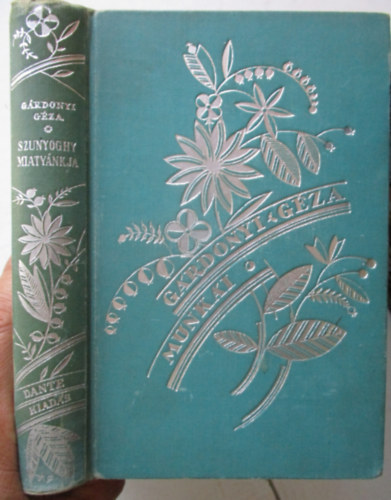 GÁRDONYI
GÉZA
SZUNYOGHY
MIATYÁNKJA
DANTE
KIADÁS
GÁRDONYI GÉZA
MUNKÁI